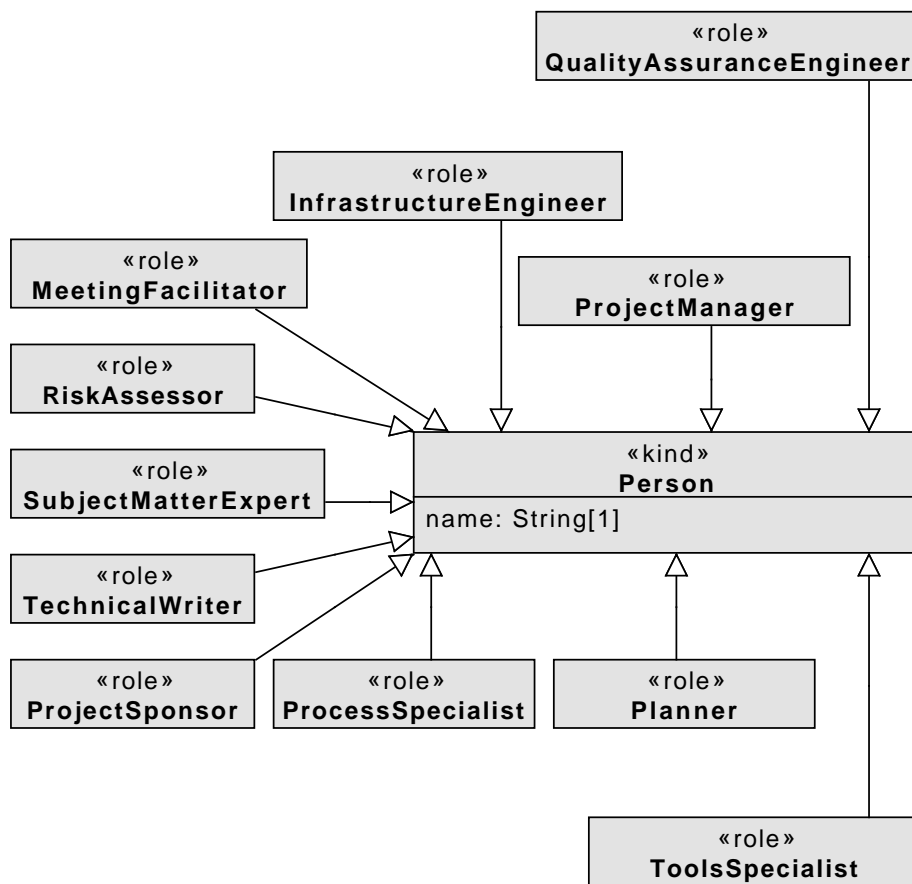 «role»
QualityAssuranceEngineer
«role»
InfrastructureEngineer
«role»
MeetingFacilitator
«role»
ProjectManager
«role»
RiskAssessor
«kind»
Person
name: String[1]
«role»
SubjectMatterExpert
«role»
TechnicalWriter
«role»
ProjectSponsor
«role»
ProcessSpecialist
«role»
Planner
«role»
ToolsSpecialist